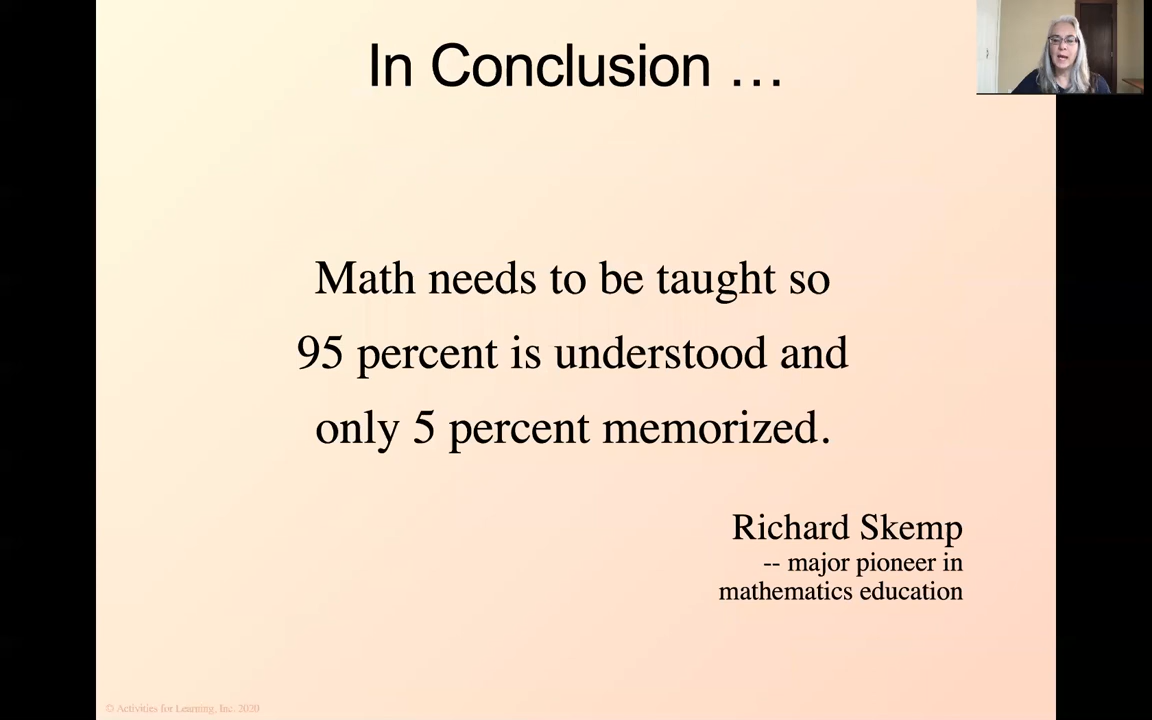 In Conclusion …
Math needs to be taught so
95 percent is understood and
only 5 percent memorized.
Richard Skemp
-- major pioneer in
mathematics education
© Activities for Learning, Inc. 2020